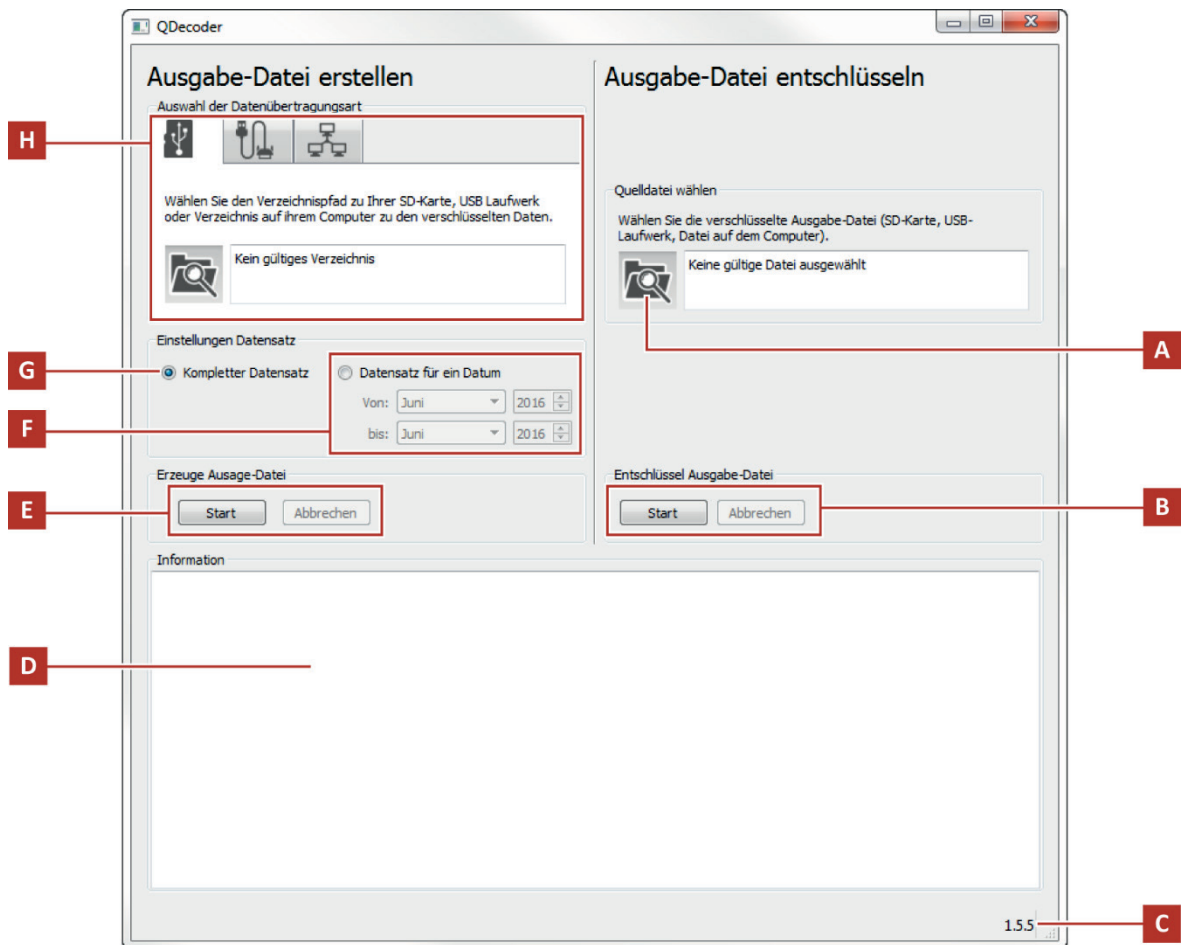 QDecoder
Ausgabe-Datei erstellen
Auswahl der Datenübertragungsart
H
Wählen Sie den Verzeichnispfad zu Ihrer SD-Karte, USB Laufwerk
oder Verzeichnis auf ihrem Computer zu den verschlüsselten Daten.
Kein gültiges Verzeichnis
Einstellungen Datensatz
G
Kompletter Datensatz
Datensatz für ein Datum
F
Von: Juni 2016
bis: Juni 2016
Erzeuge Ausage-Datei
E
Start Abbrechen
Ausgabe-Datei entschlüsseln
Quelldatei wählen
Wählen Sie die verschlüsselte Ausgabe-Datei (SD-Karte, USB-
Laufwerk, Datei auf dem Computer).
Keine gültige Datei ausgewählt
A
Entschlüssel Ausgabe-Datei
Start Abbrechen
B
Information
D
1.5.5
C